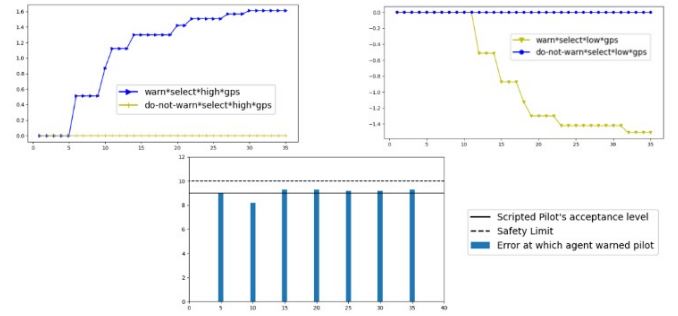 1.6
1.4
1.2
1.0
0.8
0.6
0.4
0.2
0.0
warn*select*high*gps
do-not-warn*select*high*gps
0 5 10 15 20 25 30 35
0.0
−0.2
−0.4
−0.6
−0.8
−1.0
−1.2
−1.4
warn*select*low*gps
do-not-warn*select*low*gps
0 5 10 15 20 25 30 35
12
10
8
6
4
2
0
0 5 10 15 20 25 30 35 40
Scripted Pilot's acceptance level
Safety Limit
Error at which agent warned pilot